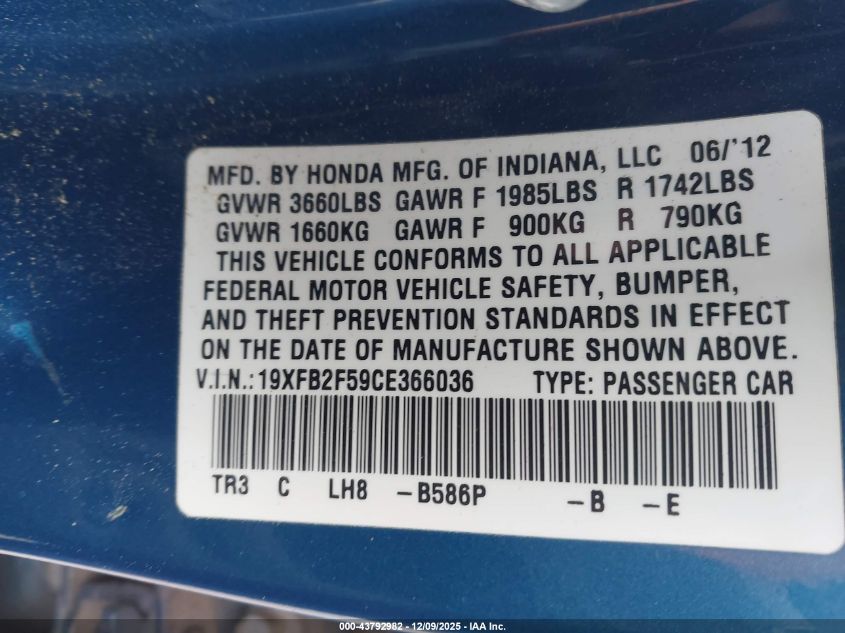 MFD. BY HONDA MFG. OF INDIANA, LLC 06/'12
GVWR 3660LBS GAWR F 1985LBS R 1742LBS
GVWR 1660KG GAWR F 900KG R 790KG
THIS VEHICLE CONFORMS TO ALL APPLICABLE
FEDERAL MOTOR VEHICLE SAFETY, BUMPER,
AND THEFT PREVENTION STANDARDS IN EFFECT
ON THE DATE OF MANUFACTURE SHOWN ABOVE.
V.I.N.:19XFB2F59CE366036 TYPE: PASSENGER CAR
TR3 C LH8 -B586P -B -E
000-43792982 - 12/09/2025 - IAA Inc.